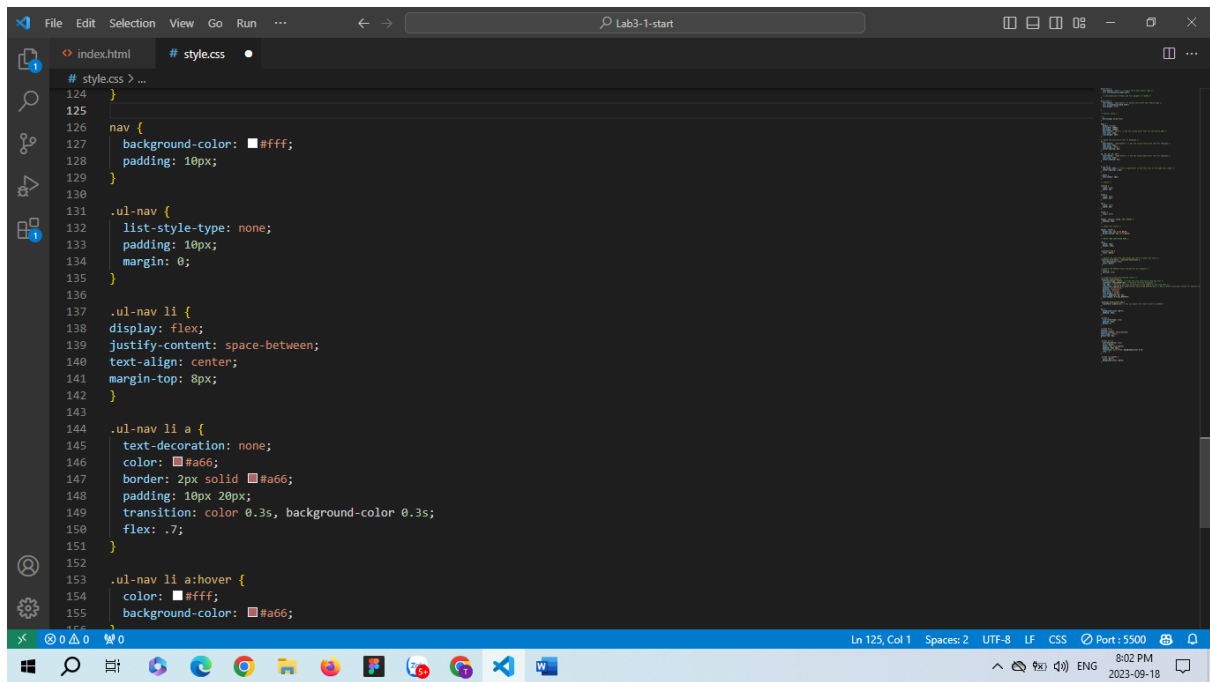 File Edit Selection View Go Run ··· Lab3-1-start
index.html # style.css
# style.css > ...
124 }
125
126 nav {
127 background-color: #fff;
128 padding: 10px;
129 }
130
131 .ul-nav {
132 list-style-type: none;
133 padding: 10px;
134 margin: 0;
135 }
136
137 .ul-nav li {
138 display: flex;
139 justify-content: space-between;
140 text-align: center;
141 margin-top: 8px;
142 }
143
144 .ul-nav li a {
145 text-decoration: none;
146 color: #a66;
147 border: 2px solid #a66;
148 padding: 10px 20px;
149 transition: color 0.3s, background-color 0.3s;
150 flex: .7;
151 }
152
153 .ul-nav li a:hover {
154 color: #fff;
155 background-color: #a66;
156 }
0 0 0 Ln 125, Col 1 Spaces: 2 UTF-8 LF CSS Port : 5500
ENG 8:02 PM
2023-09-18